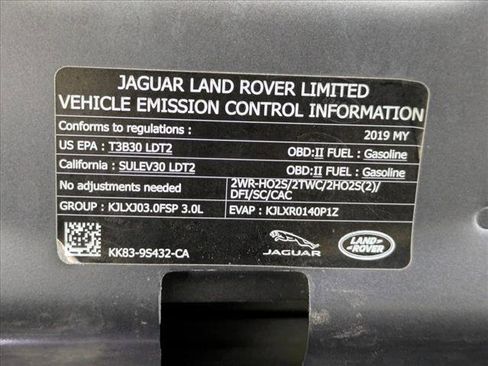 JAGUAR LAND ROVER LIMITED
VEHICLE EMISSION CONTROL INFORMATION
Conforms to regulations : 2019 MY
US EPA : T3B30 LDT2 OBD:II FUEL : Gasoline
California : SULEV30 LDT2 OBD:II FUEL : Gasoline
No adjustments needed 2WR-HO2S/2TWC/2HO2S(2)/
DFI/SC/CAC
GROUP : KJLXJ03.0FSP 3.0L EVAP : KJLXR0140P1Z
KK83-9S432-CA JAGUAR LAND ROVER